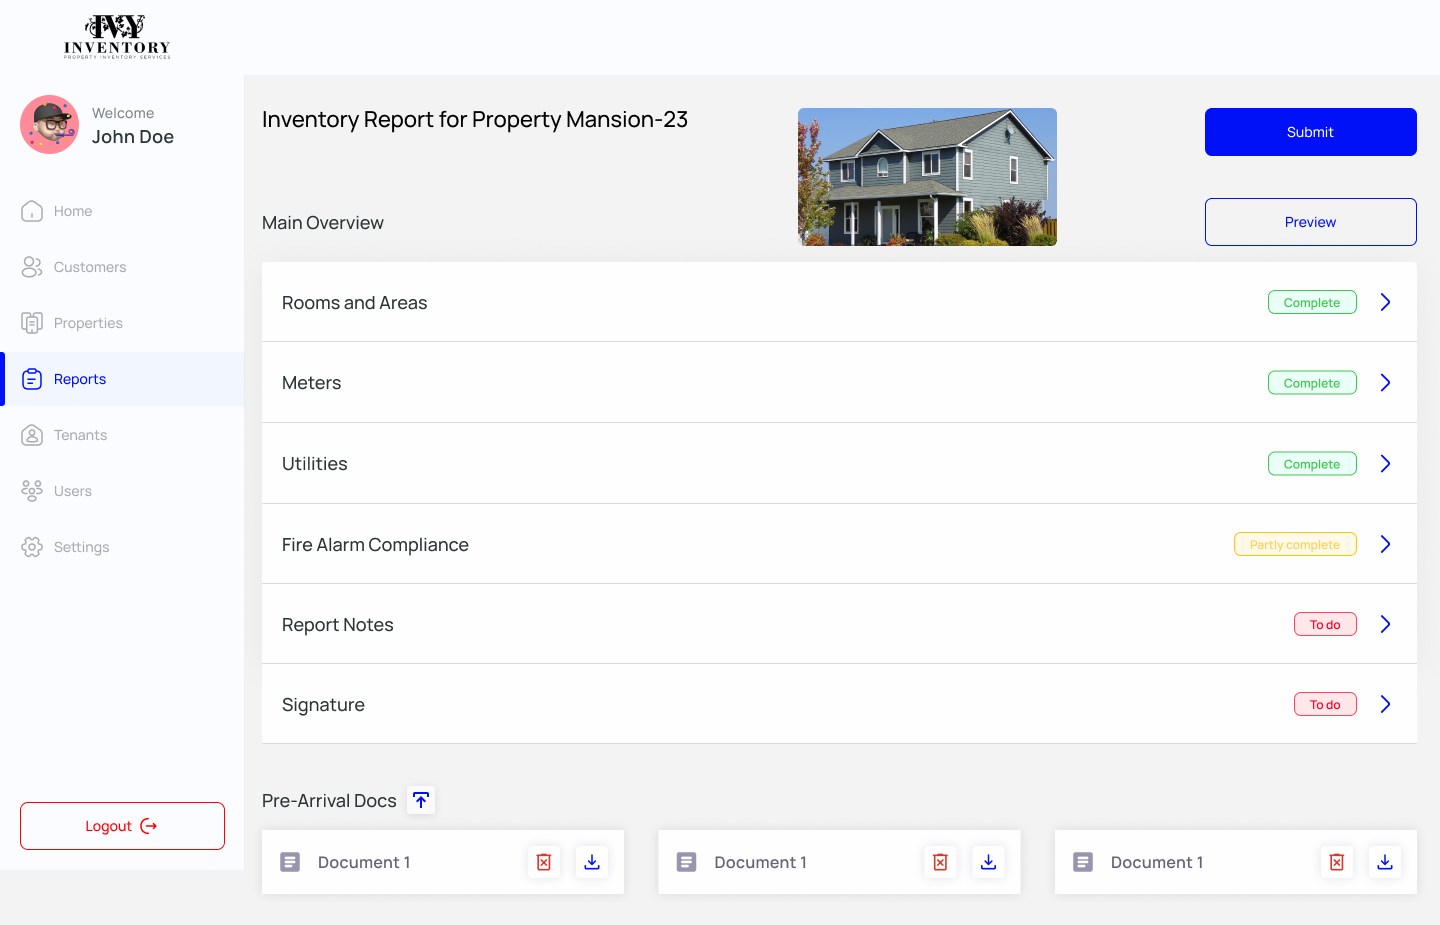 IVY
INVENTORY
PROPERTY INVENTORY SERVICES
Welcome
John Doe
Home
Customers
Properties
Reports
Tenants
Users
Settings
Logout
Inventory Report for Property Mansion-23
Submit
Main Overview
Preview
Rooms and Areas
Complete
Meters
Complete
Utilities
Complete
Fire Alarm Compliance
Partly complete
Report Notes
To do
Signature
To do
Pre-Arrival Docs
Document 1
Document 1
Document 1